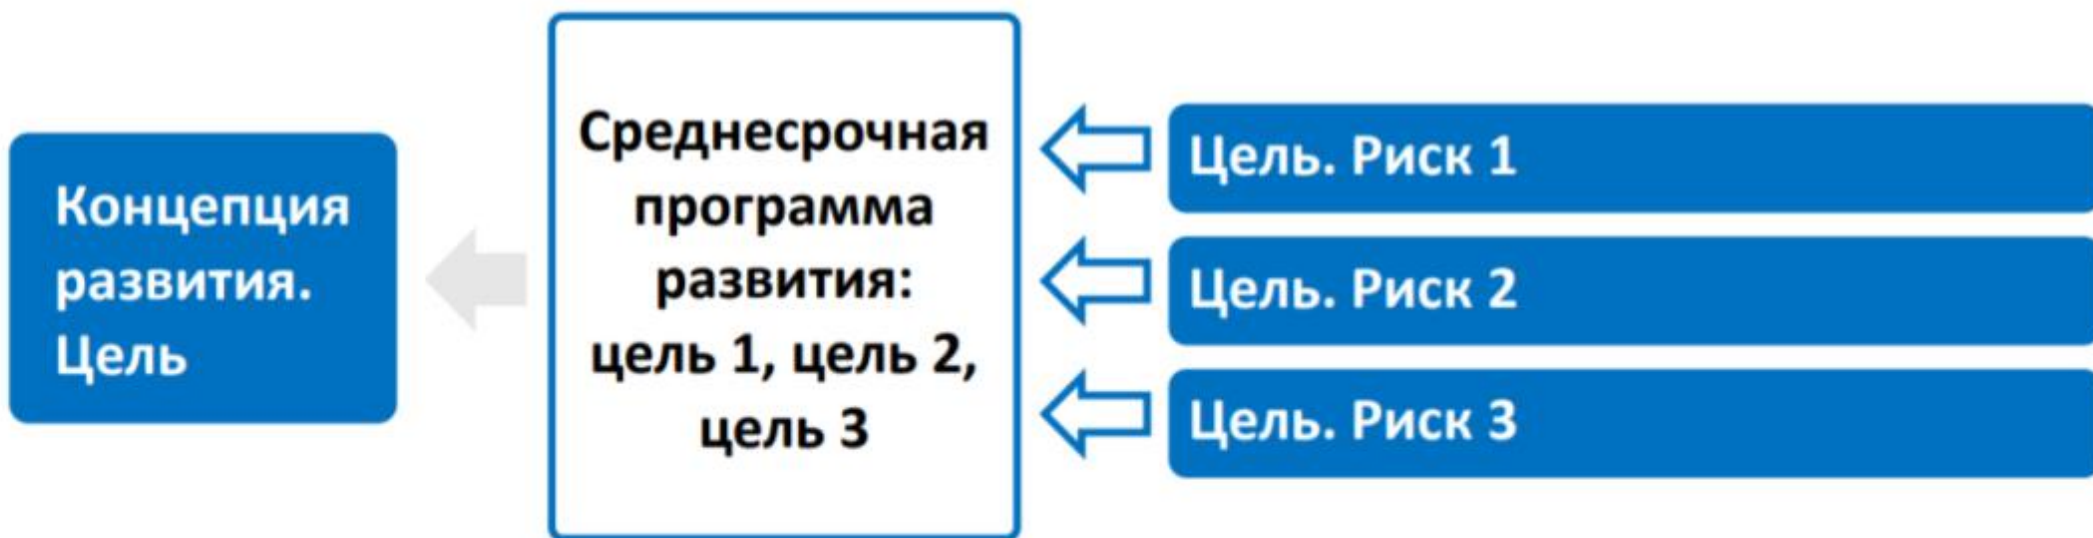 Концепция
развития.
Цель
Среднесрочная
программа
развития:
цель 1, цель 2,
цель 3
Цель. Риск 1
Цель. Риск 2
Цель. Риск 3